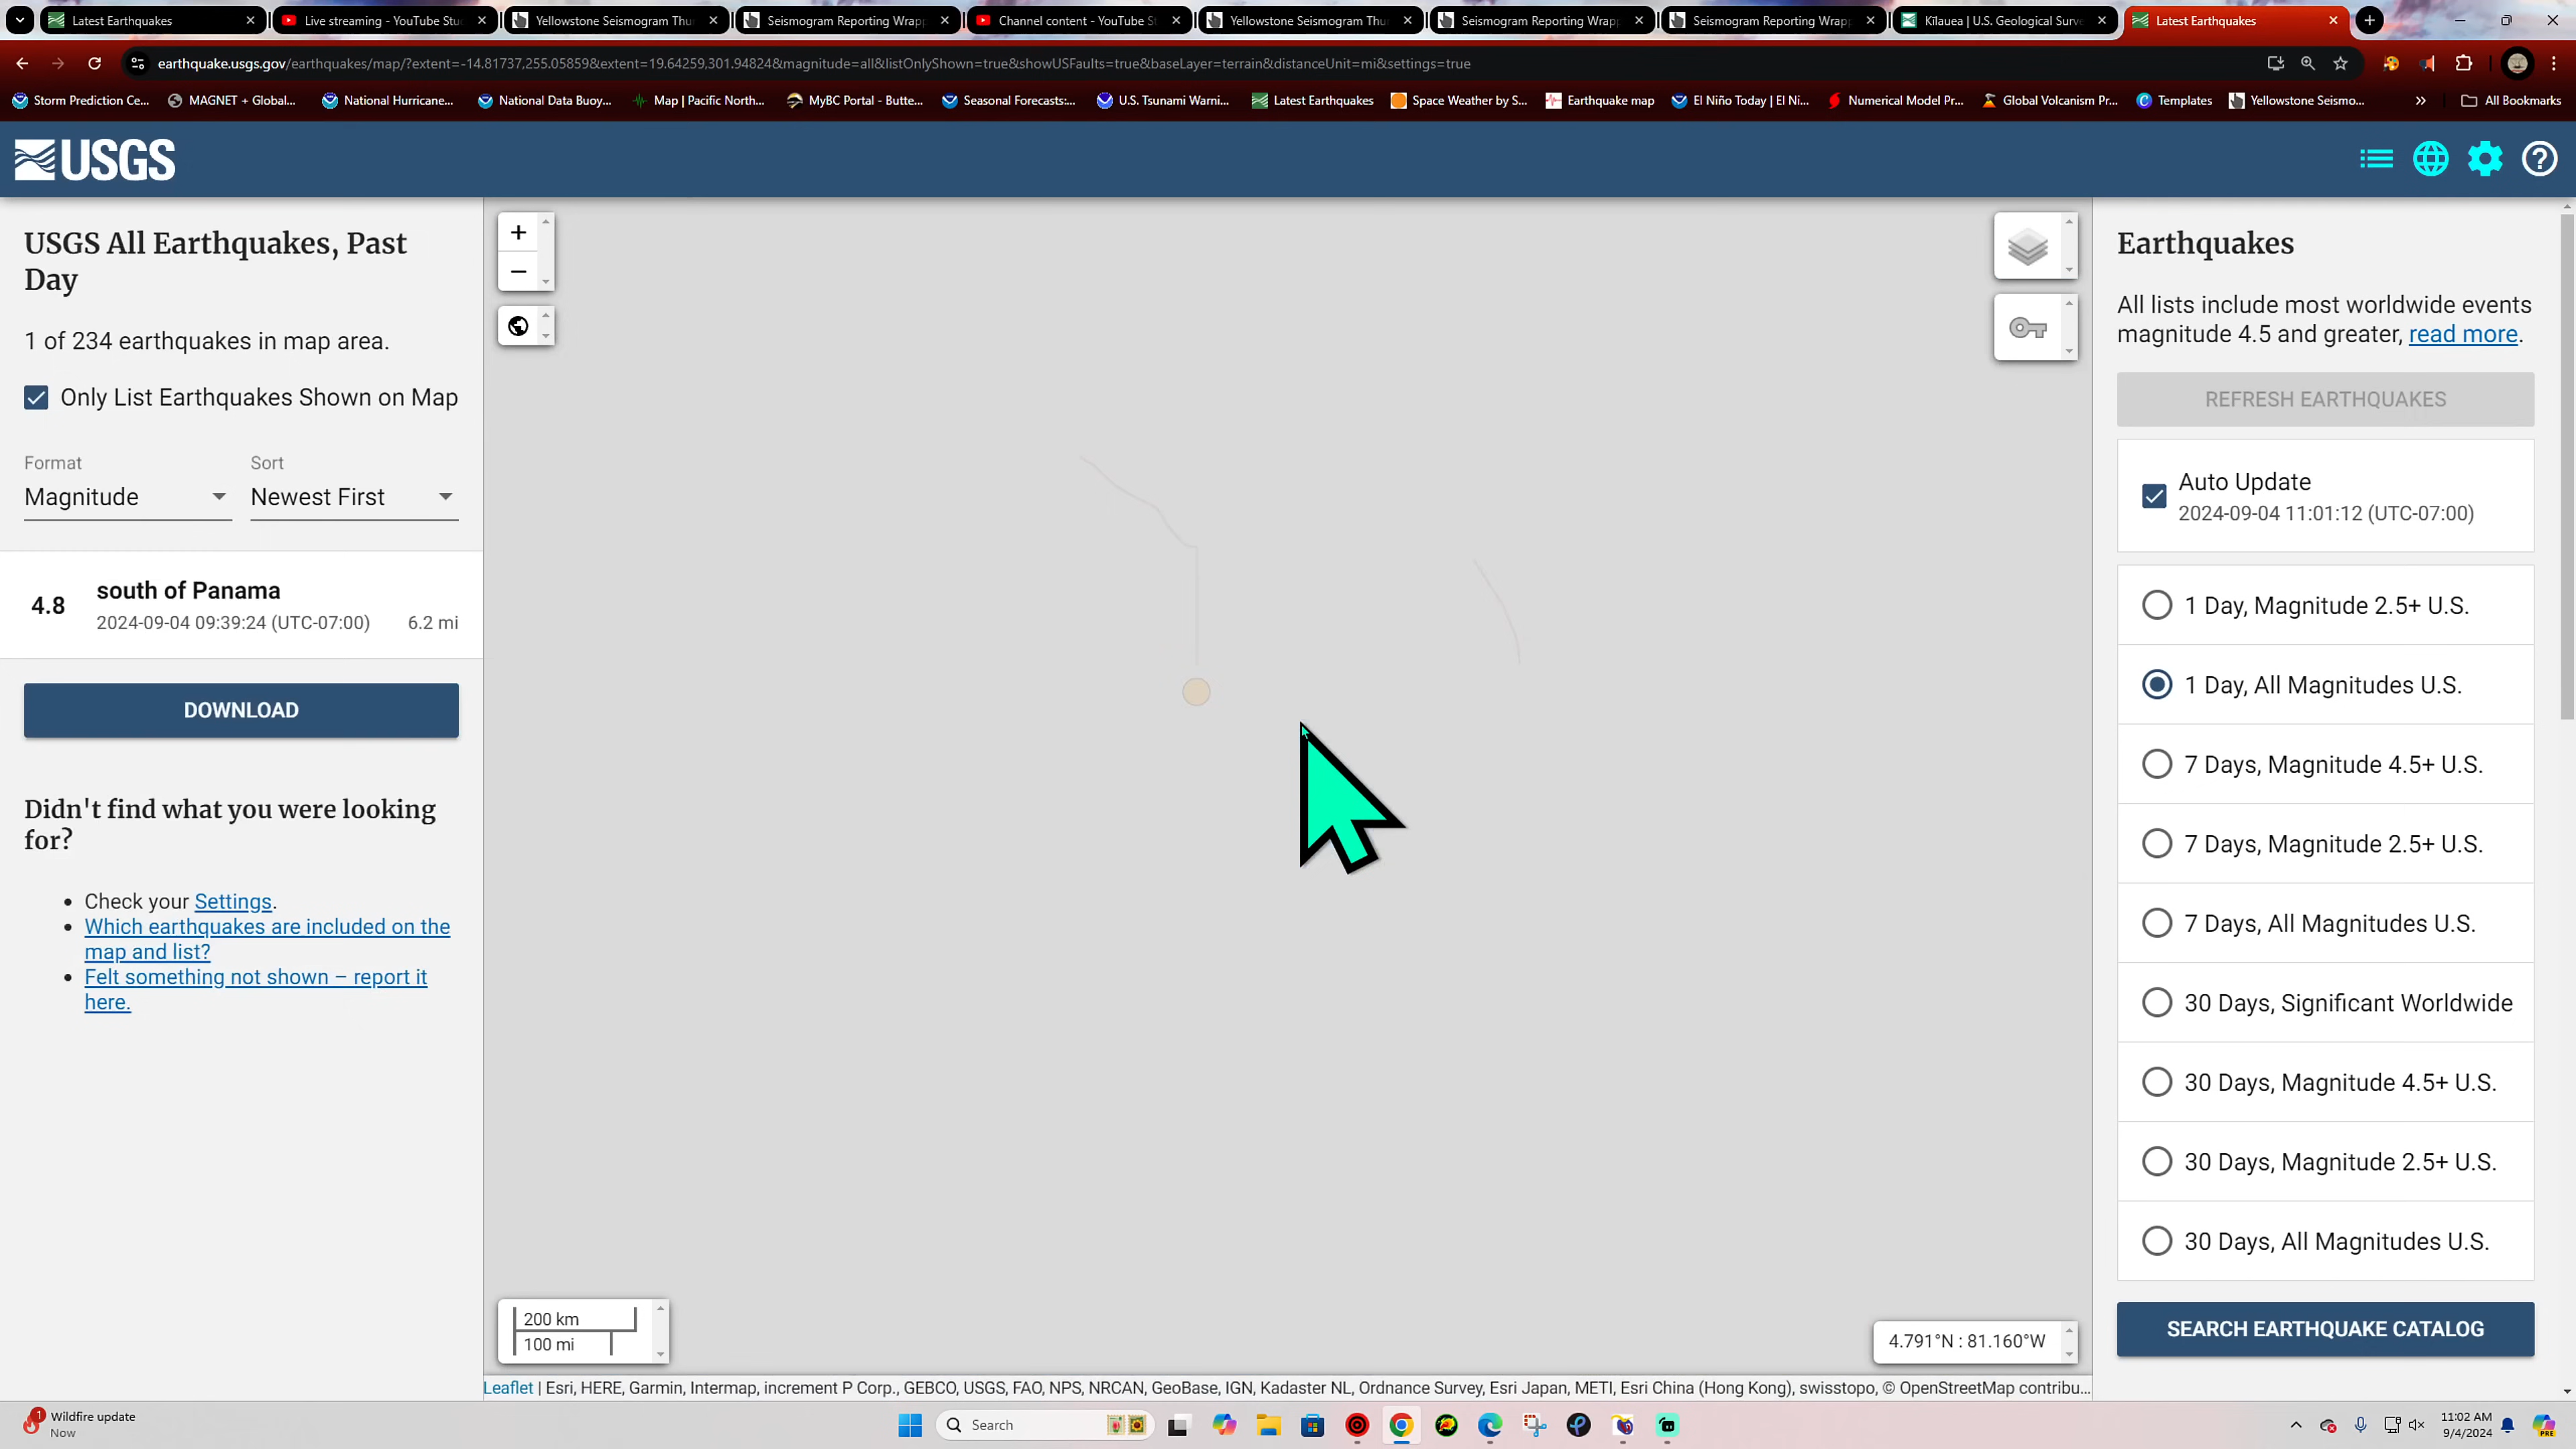 Latest Earthquakes
Live streaming - YouTube Stu
Yellowstone Seismogram Thu
Seismogram Reporting Wrapp
Channel content - YouTube St
Yellowstone Seismogram Thu
Seismogram Reporting Wrapp
Seismogram Reporting Wrapp
Kīlauea | U.S. Geological Surve
Latest Earthquakes
earthquake.usgs.gov/earthquakes/map/?extent=-14.81737,255.05859&extent=19.64259,301.94824&magnitude=all&listOnlyShown=true&showUSFaults=true&baseLayer=terrain&distanceUnit=mi&settings=true
Storm Prediction Ce...
MAGNET + Global...
National Hurricane...
National Data Buoy...
Map | Pacific North...
MyBC Portal - Butte...
Seasonal Forecasts:...
U.S. Tsunami Warni...
Latest Earthquakes
Space Weather by S...
Earthquake map
El Niño Today | El Ni...
Numerical Model Pr...
Global Volcanism Pr...
Templates
Yellowstone Seismo...
All Bookmarks
USGS
USGS All Earthquakes, Past
Day
1 of 234 earthquakes in map area.
Only List Earthquakes Shown on Map
Format
Sort
Magnitude
Newest First
4.8
south of Panama
2024-09-04 09:39:24 (UTC-07:00)
6.2 mi
DOWNLOAD
Didn't find what you were looking
for?
Check your Settings.
Which earthquakes are included on the
map and list?
Felt something not shown – report it
here.
+
−
200 km
100 mi
4.791°N : 81.160°W
Leaflet | Esri, HERE, Garmin, Intermap, increment P Corp., GEBCO, USGS, FAO, NPS, NRCAN, GeoBase, IGN, Kadaster NL, Ordnance Survey, Esri Japan, METI, Esri China (Hong Kong), swisstopo, © OpenStreetMap contribu...
Earthquakes
All lists include most worldwide events
magnitude 4.5 and greater, read more.
REFRESH EARTHQUAKES
Auto Update
2024-09-04 11:01:12 (UTC-07:00)
1 Day, Magnitude 2.5+ U.S.
1 Day, All Magnitudes U.S.
7 Days, Magnitude 4.5+ U.S.
7 Days, Magnitude 2.5+ U.S.
7 Days, All Magnitudes U.S.
30 Days, Significant Worldwide
30 Days, Magnitude 4.5+ U.S.
30 Days, Magnitude 2.5+ U.S.
30 Days, All Magnitudes U.S.
SEARCH EARTHQUAKE CATALOG
1
Wildfire update
Now
Search
PRE
11:02 AM
9/4/2024